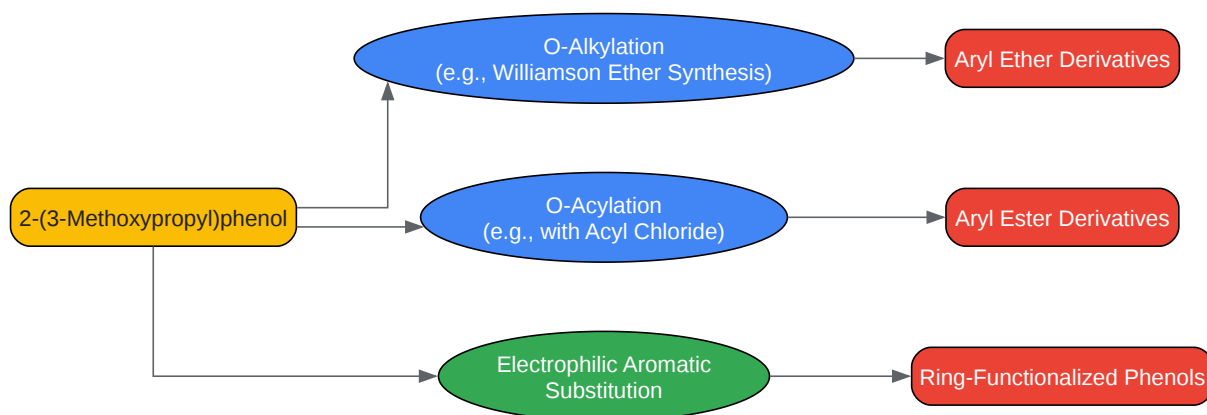 O-Alkylation
(e.g., Williamson Ether Synthesis)
Aryl Ether Derivatives
2-(3-Methoxypropyl)phenol
O-Acylation
(e.g., with Acyl Chloride)
Aryl Ester Derivatives
Electrophilic Aromatic
Substitution
Ring-Functionalized Phenols